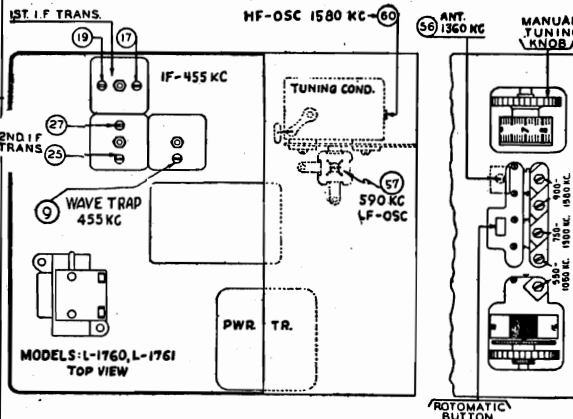 1ST. I.F TRANS.
19
17
IF-455 KC
HF-OSC 1580 KC
60
56
ANT.
1360 KC
MANUAL
TUNING
KNOB
TUNING COND.
27
2ND. I F
TRANS
25
9
WAVE TRAP
455 KC
57
590 KC
LF-OSC
900-
1500 KC.
750-
1300 KC.
550-
1050 KC.
PWR. TR.
MODELS: L-1760, L-1761
TOP VIEW
ROTOMATIC
BUTTON